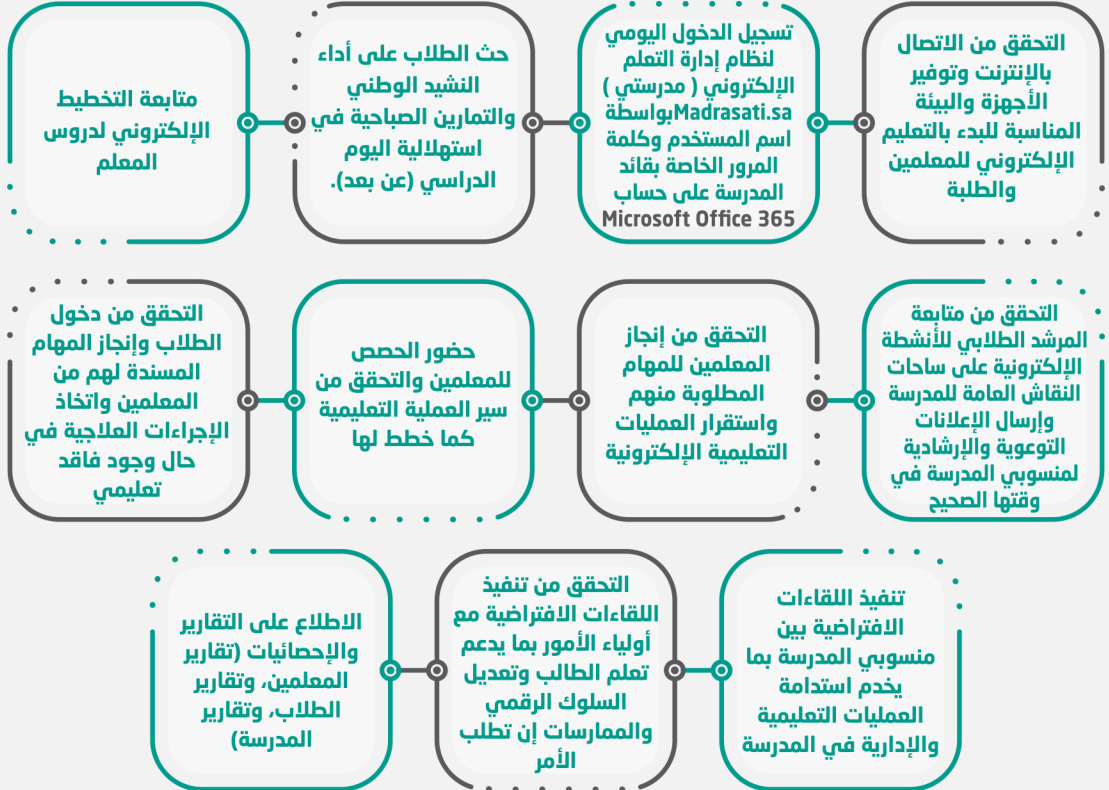 التحقق من الاتصال
بالإنترنت وتوفير
الأجهزة والبيئة
المناسبة للبدء بالتعليم
الإلكتروني للمعلمين
والطلبة
تسجيل الدخول اليومي
لنظام إدارة التعلم
الإلكتروني ( مدرستي )
Madrasati.saبواسطة
اسم المستخدم وكلمة
المرور الخاصة بقائد
المدرسة على حساب
Microsoft Office 365
حث الطلاب على أداء
النشيد الوطني
والتمارين الصباحية في
استهلالية اليوم
الدراسي (عن بعد).
متابعة التخطيط
الإلكتروني لدروس
المعلم
التحقق من متابعة
المرشد الطلابي للأنشطة
الإلكترونية على ساحات
النقاش العامة للمدرسة
وإرسال الإعلانات
التوعوية والإرشادية
لمنسوبي المدرسة في
وقتها الصحيح
التحقق من إنجاز
المعلمين للمهام
المطلوبة منهم
واستقرار العمليات
التعليمية الإلكترونية
حضور الحصص
للمعلمين والتحقق من
سير العملية التعليمية
كما خطط لها
التحقق من دخول
الطلاب وإنجاز المهام
المسندة لهم من
المعلمين واتخاذ
الإجراءات العلاجية في
حال وجود فاقد
تعليمي
تنفيذ اللقاءات
الافتراضية بين
منسوبي المدرسة بما
يخدم استدامة
العمليات التعليمية
والإدارية في المدرسة
التحقق من تنفيذ
اللقاءات الافتراضية مع
أولياء الأمور بما يدعم
تعلم الطالب وتعديل
السلوك الرقمي
والممارسات إن تطلب
الأمر
الاطلاع على التقارير
والإحصائيات (تقارير
المعلمين، وتقارير
الطلاب، وتقارير
المدرسة)